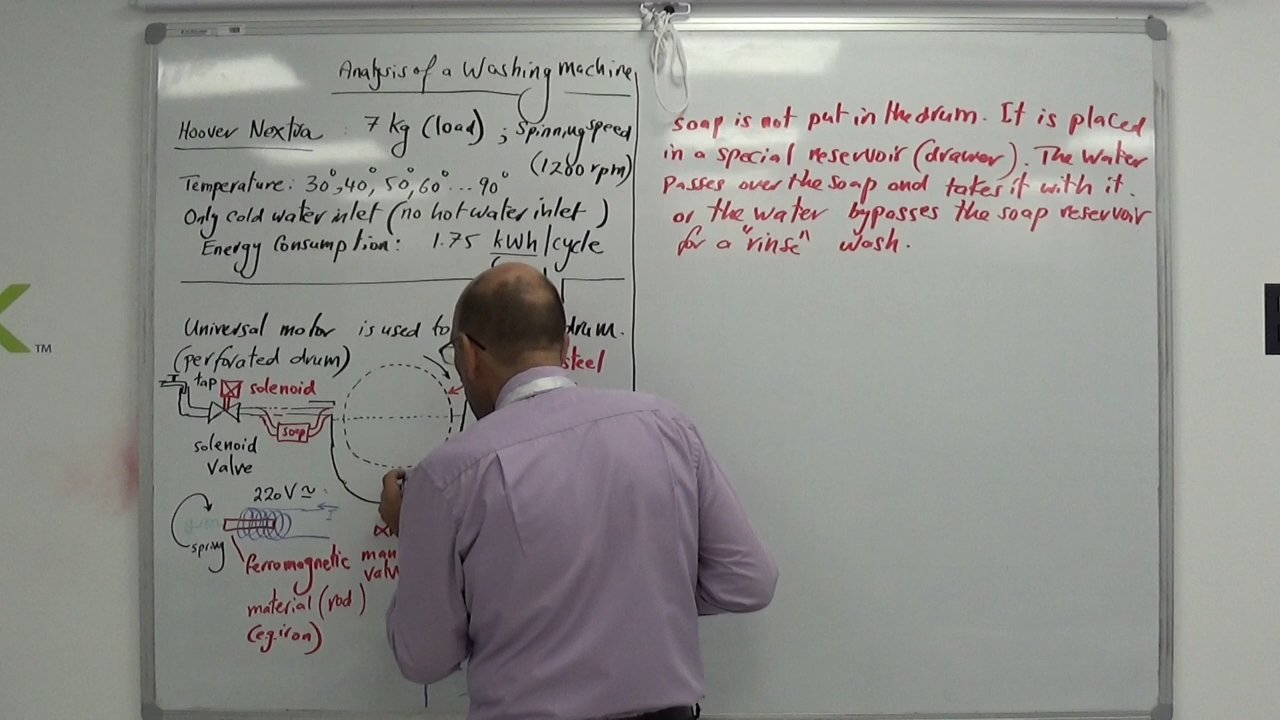 Analysis of a Washing machine
Hoover Nextra : 7 kg (load) ; spinning speed
(1200 rpm)
Temperature: 30°, 40°, 50°, 60° ... 90°
Only cold water inlet (no hot water inlet )
Energy Consumption: 1.75 kWh/cycle
Universal motor is used to drum.
(perforated drum) steel
tap solenoid
soap
solenoid
valve
220V ≃
I
spring
ferromagnetic
material (rod)
(e.g. iron)
soap is not put in the drum. It is placed
in a special reservoir (drawer). The water
passes over the soap and takes it with it.
or the water bypasses the soap reservoir
for a "rinse" wash.
TM